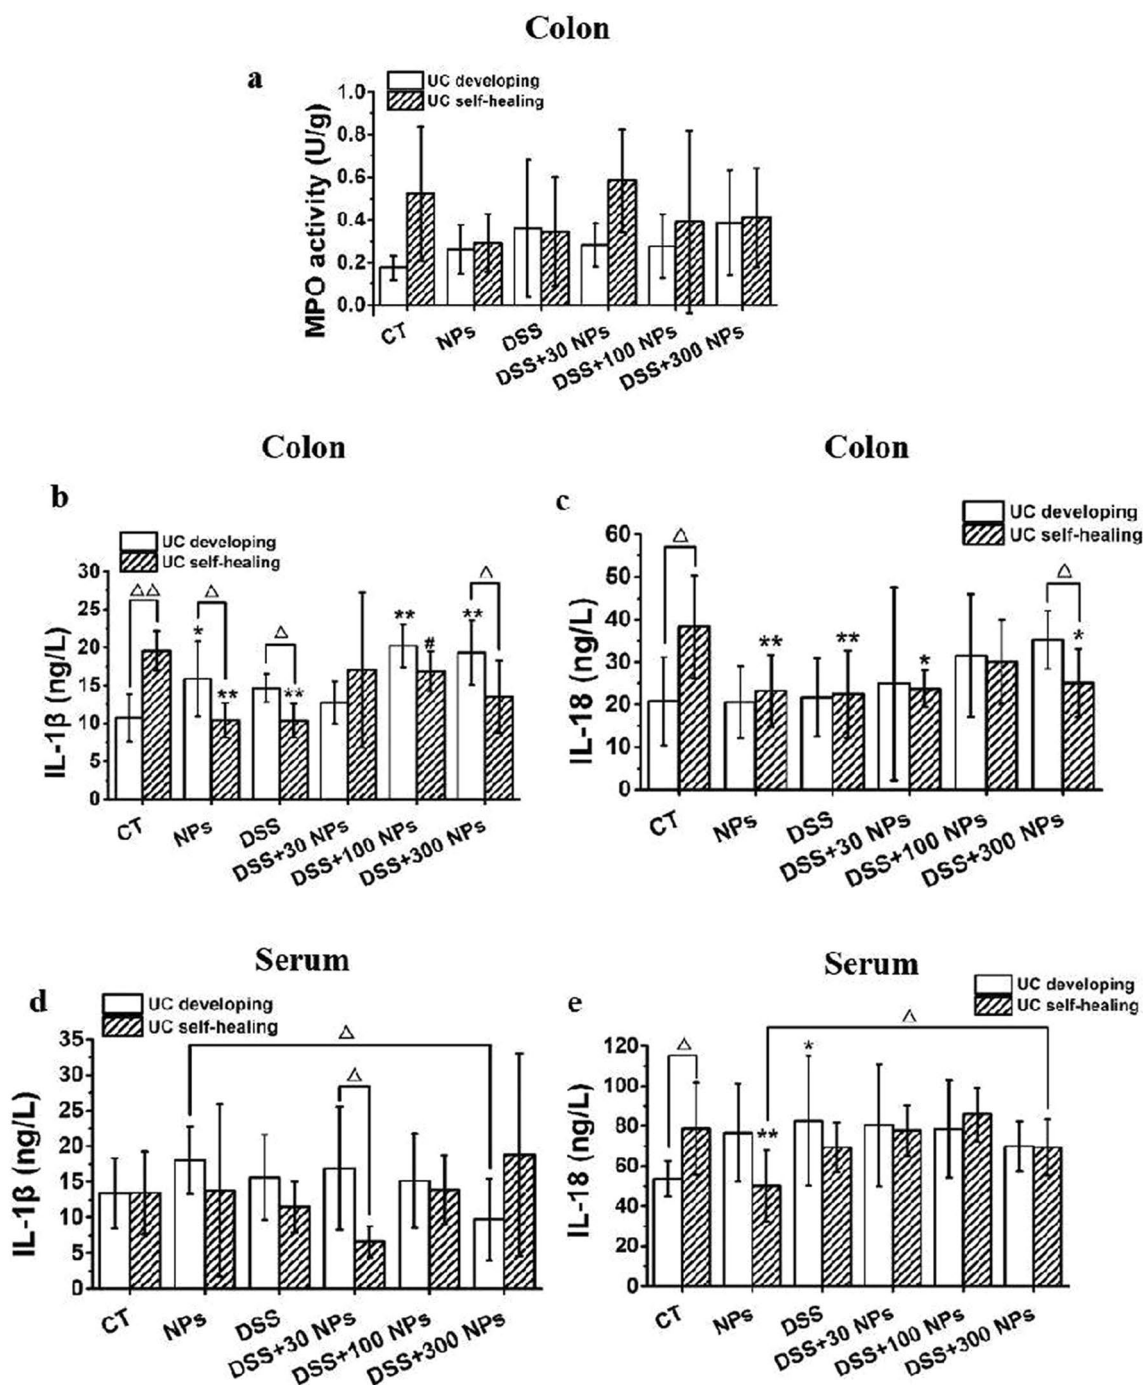 Colon
a
UC developing
UC self-healing
MPO activity (U/g)
1.0
0.8
0.6
0.4
0.2
0.0
CT NPs DSS DSS+30 NPs DSS+100 NPs DSS+300 NPs
Colon
b
UC developing
UC self-healing
IL-1β (ng/L)
30
25
20
15
10
5
0
△△ △ △ △
* ** ** ** # **
CT NPs DSS DSS+30 NPs DSS+100 NPs DSS+300 NPs
Colon
c
UC developing
UC self-healing
IL-18 (ng/L)
60
50
40
30
20
10
0
△ △
** ** * *
CT NPs DSS DSS+30 NPs DSS+100 NPs DSS+300 NPs
Serum
d
UC developing
UC self-healing
IL-1β (ng/L)
35
30
25
20
15
10
5
0
△
△
CT NPs DSS DSS+30 NPs DSS+100 NPs DSS+300 NPs
Serum
e
UC developing
UC self-healing
IL-18 (ng/L)
120
100
80
60
40
20
0
△ △
** *
CT NPs DSS DSS+30 NPs DSS+100 NPs DSS+300 NPs